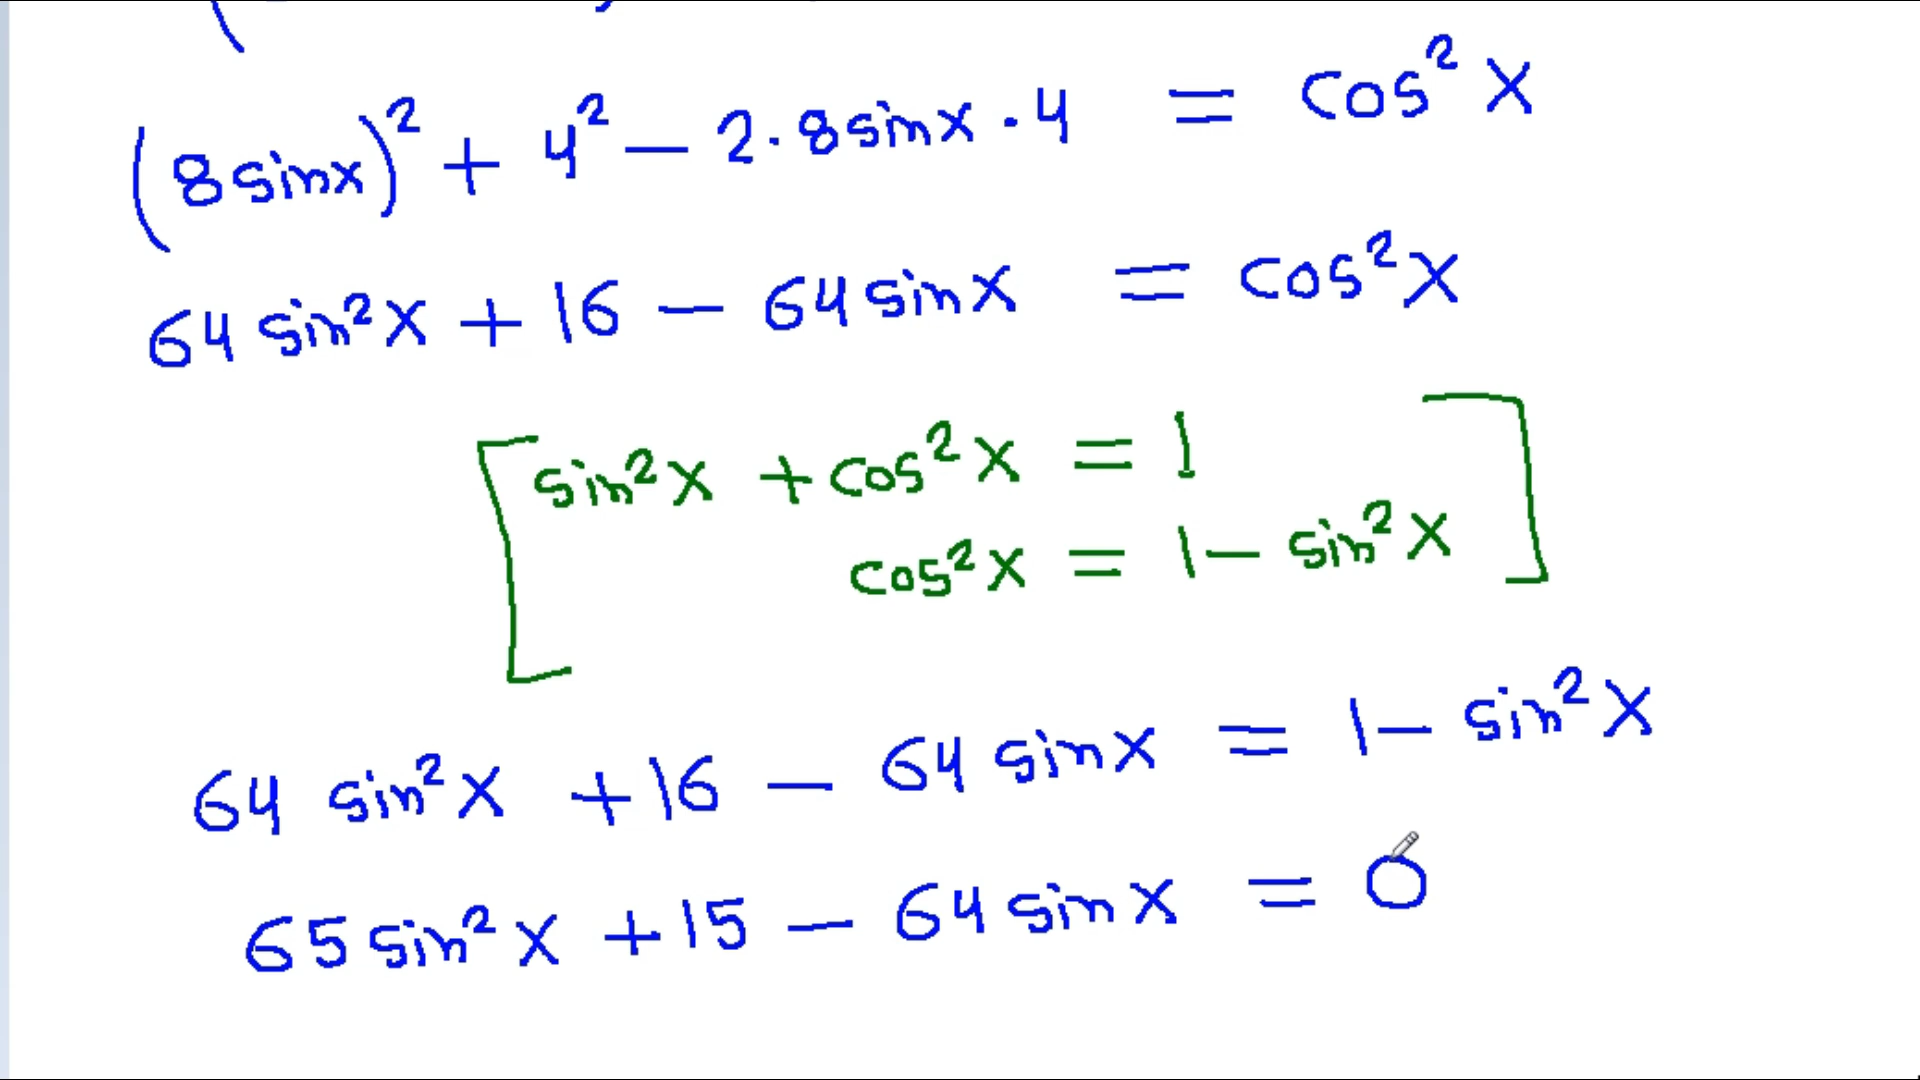 (8sinx)² + 4² − 2·8sinx·4 = cos²x
64 sin²x + 16 − 64 sinx = cos²x
[sin²x + cos²x = 1
cos²x = 1 − sin²x]
64 sin²x + 16 − 64 sinx = 1 − sin²x
65 sin²x + 15 − 64 sinx = 0